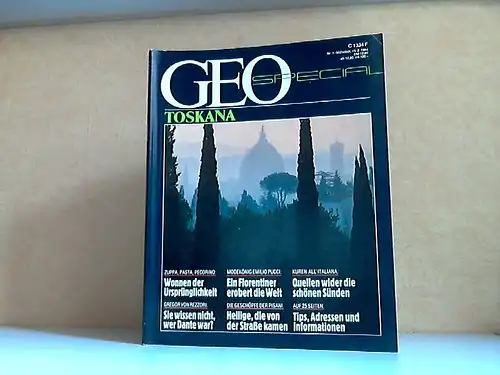 C 1334 F
GEO
SPECIAL
TOSKANA
ZUPPA, PASTA, PECORINO:
Wonnen der
Ursprünglichkeit
MODEKÖNIG EMILIO PUCCI:
Ein Florentiner
erobert die Welt
KUREN ALL'ITALIANA:
Quellen wider die
schönen Sünden
GREGOR VON REZZORI:
Sie wissen nicht,
wer Dante war?
DIE GESCHÖPFE DER PISANI:
Heilige, die von
der Straße kamen
AUF 25 SEITEN:
Tips, Adressen und
Informationen